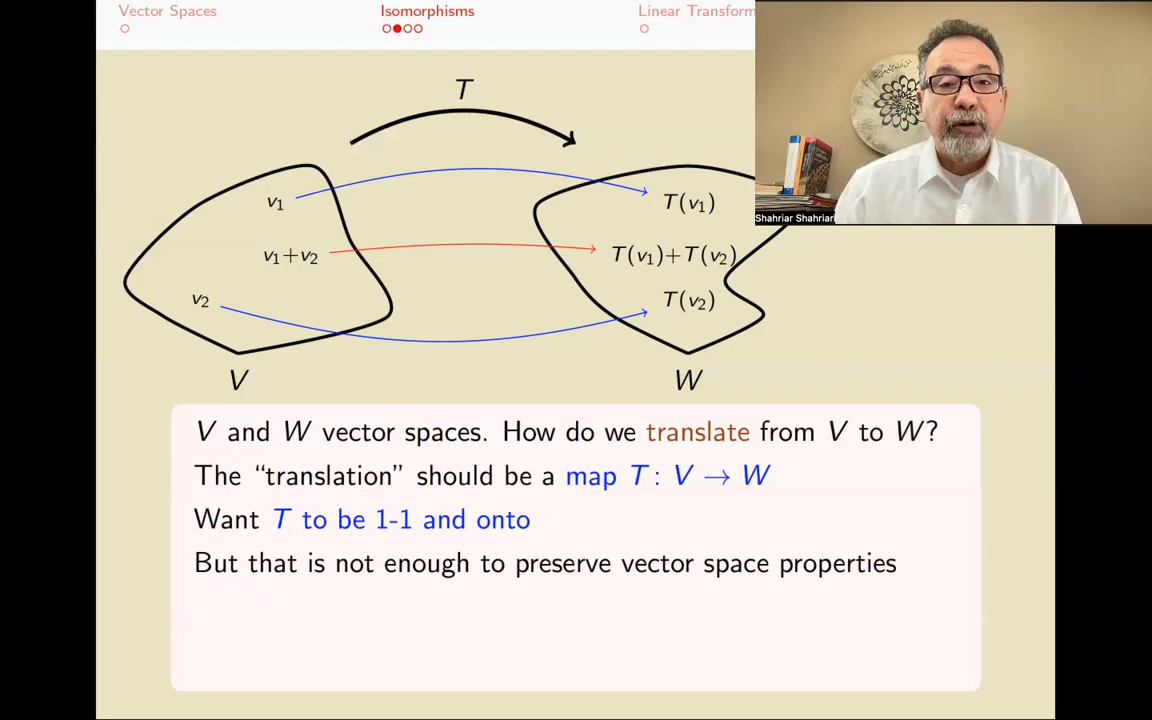 Vector Spaces
Isomorphisms
Linear Transform
T
v₁
T(v₁)
v₁+v₂
T(v₁)+T(v₂)
v₂
T(v₂)
V
W
Shahriar Shahriari
V and W vector spaces. How do we translate from V to W?
The “translation” should be a map T: V → W
Want T to be 1-1 and onto
But that is not enough to preserve vector space properties